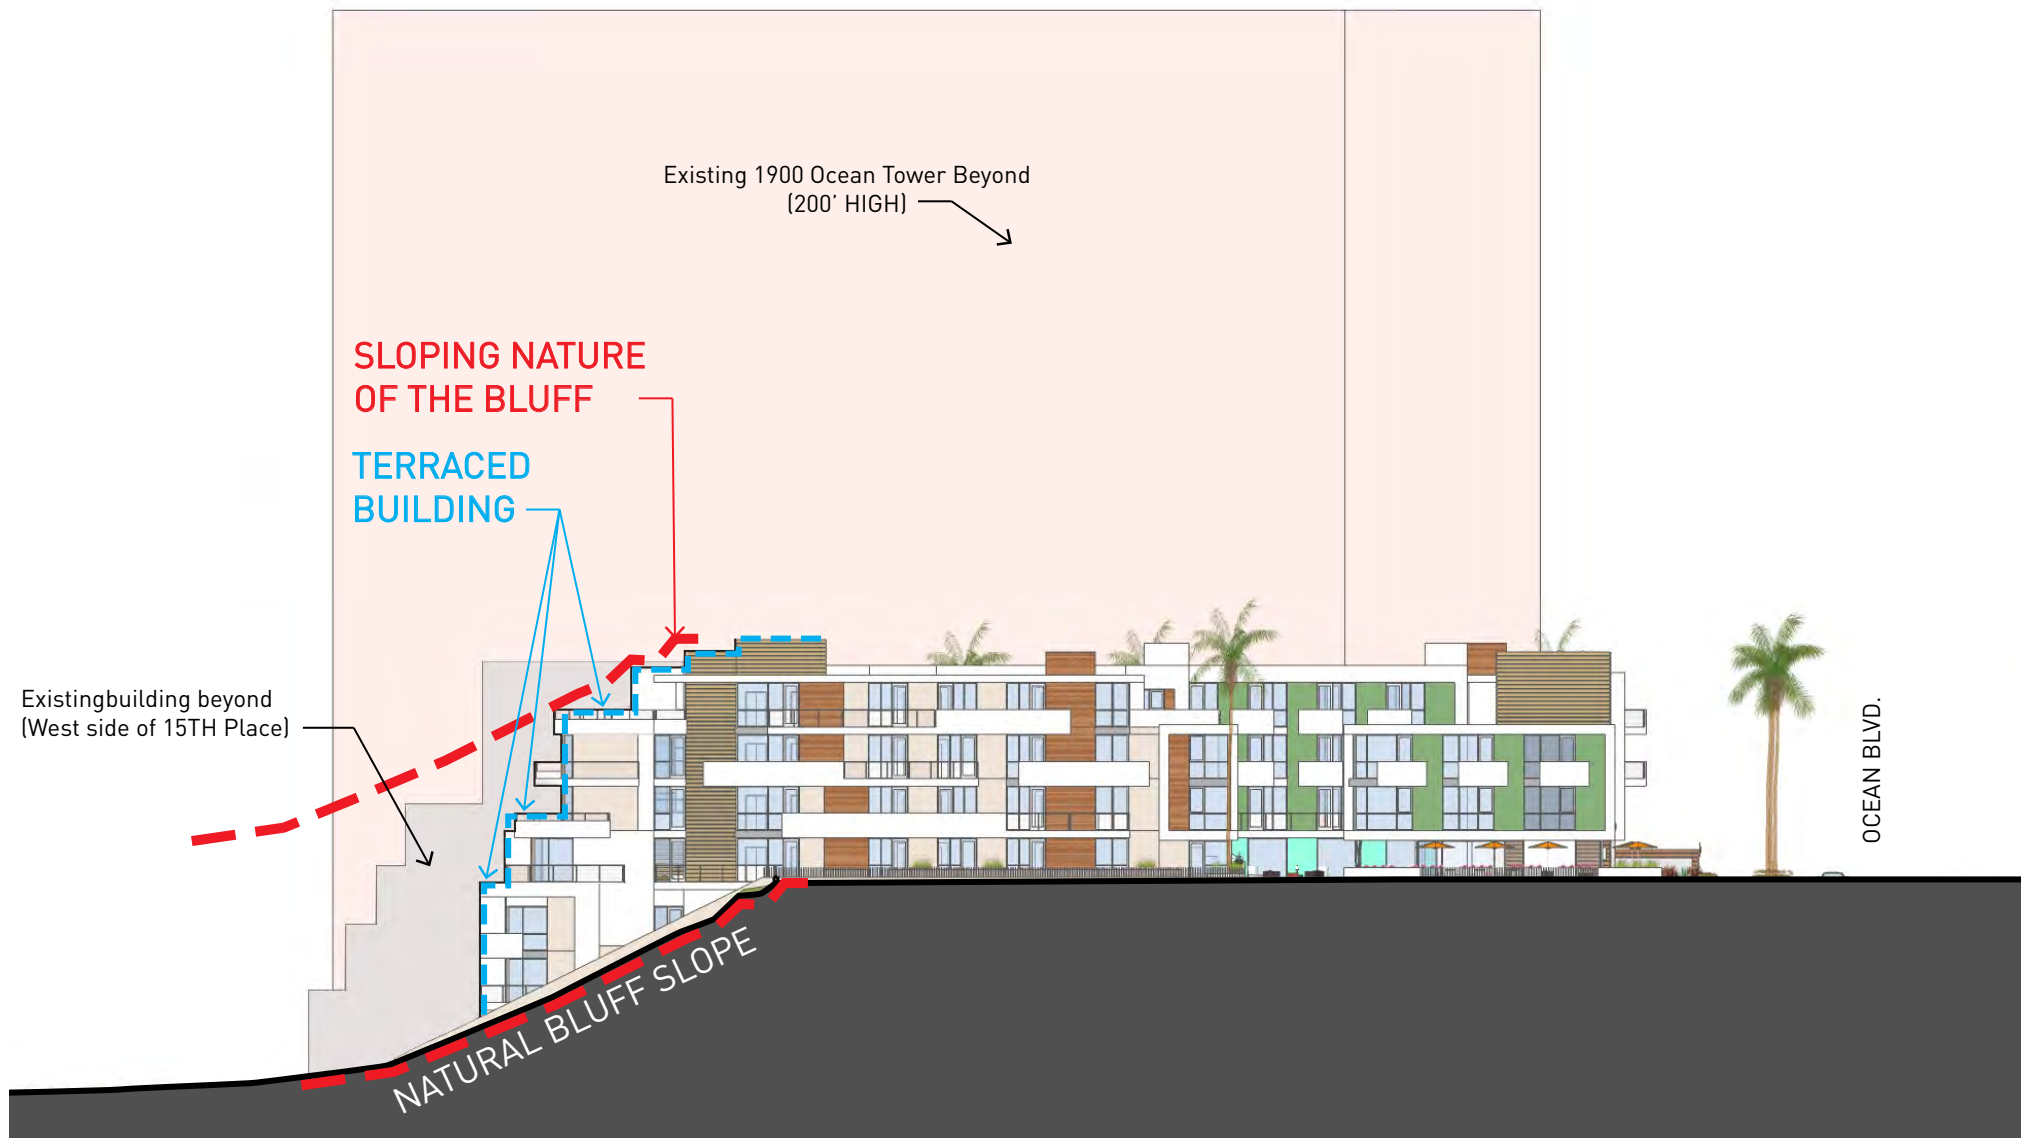 Existing 1900 Ocean Tower Beyond
(200’ HIGH)
SLOPING NATURE
OF THE BLUFF
TERRACED
BUILDING
Existingbuilding beyond
(West side of 15TH Place)
OCEAN BLVD.
NATURAL BLUFF SLOPE